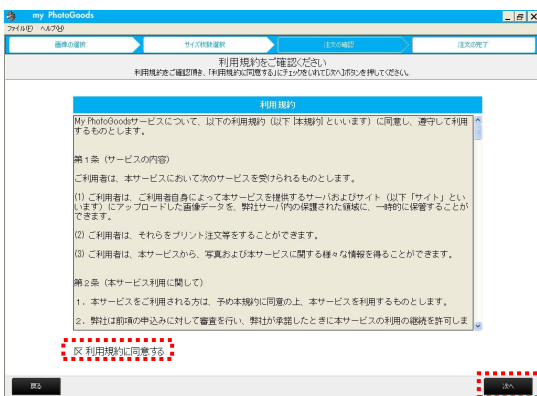 my PhotoGoods
ファイル(F) ヘルプ(H)
画像の選択 サイズ枚数選択 注文の確認 注文の完了
利用規約をご確認ください
利用規約をご確認頂き、「利用規約に同意する」にチェックをいれて[次へ]ボタンを押してください。
利用規約
My PhotoGoodsサービスについて、以下の利用規約（以下「本規約」といいます）に同意し、遵守して利用
するものとします。
第１条（サービスの内容）
ご利用者は、本サービスにおいて次のサービスを受けられるものとします。
(1) ご利用者は、ご利用者自身によって本サービスを提供するサーバおよびサイト（以下「サイト」とい
います）にアップロードした画像データを、弊社サーバ内の保護された領域に、一時的に保管することが
できます。
(2) ご利用者は、それらをプリント注文等をすることができます。
(3) ご利用者は、本サービスから、写真および本サービスに関する様々な情報を得ることができます。
第２条（本サービス利用に関して）
１．本サービスをご利用される方は、予め本規約に同意の上、本サービスを利用するものとします。
２．弊社は前項の申込みに対して審査を行い、弊社が承諾したときに本サービスの利用の継続を許可しま
利用規約に同意する
戻る 次へ